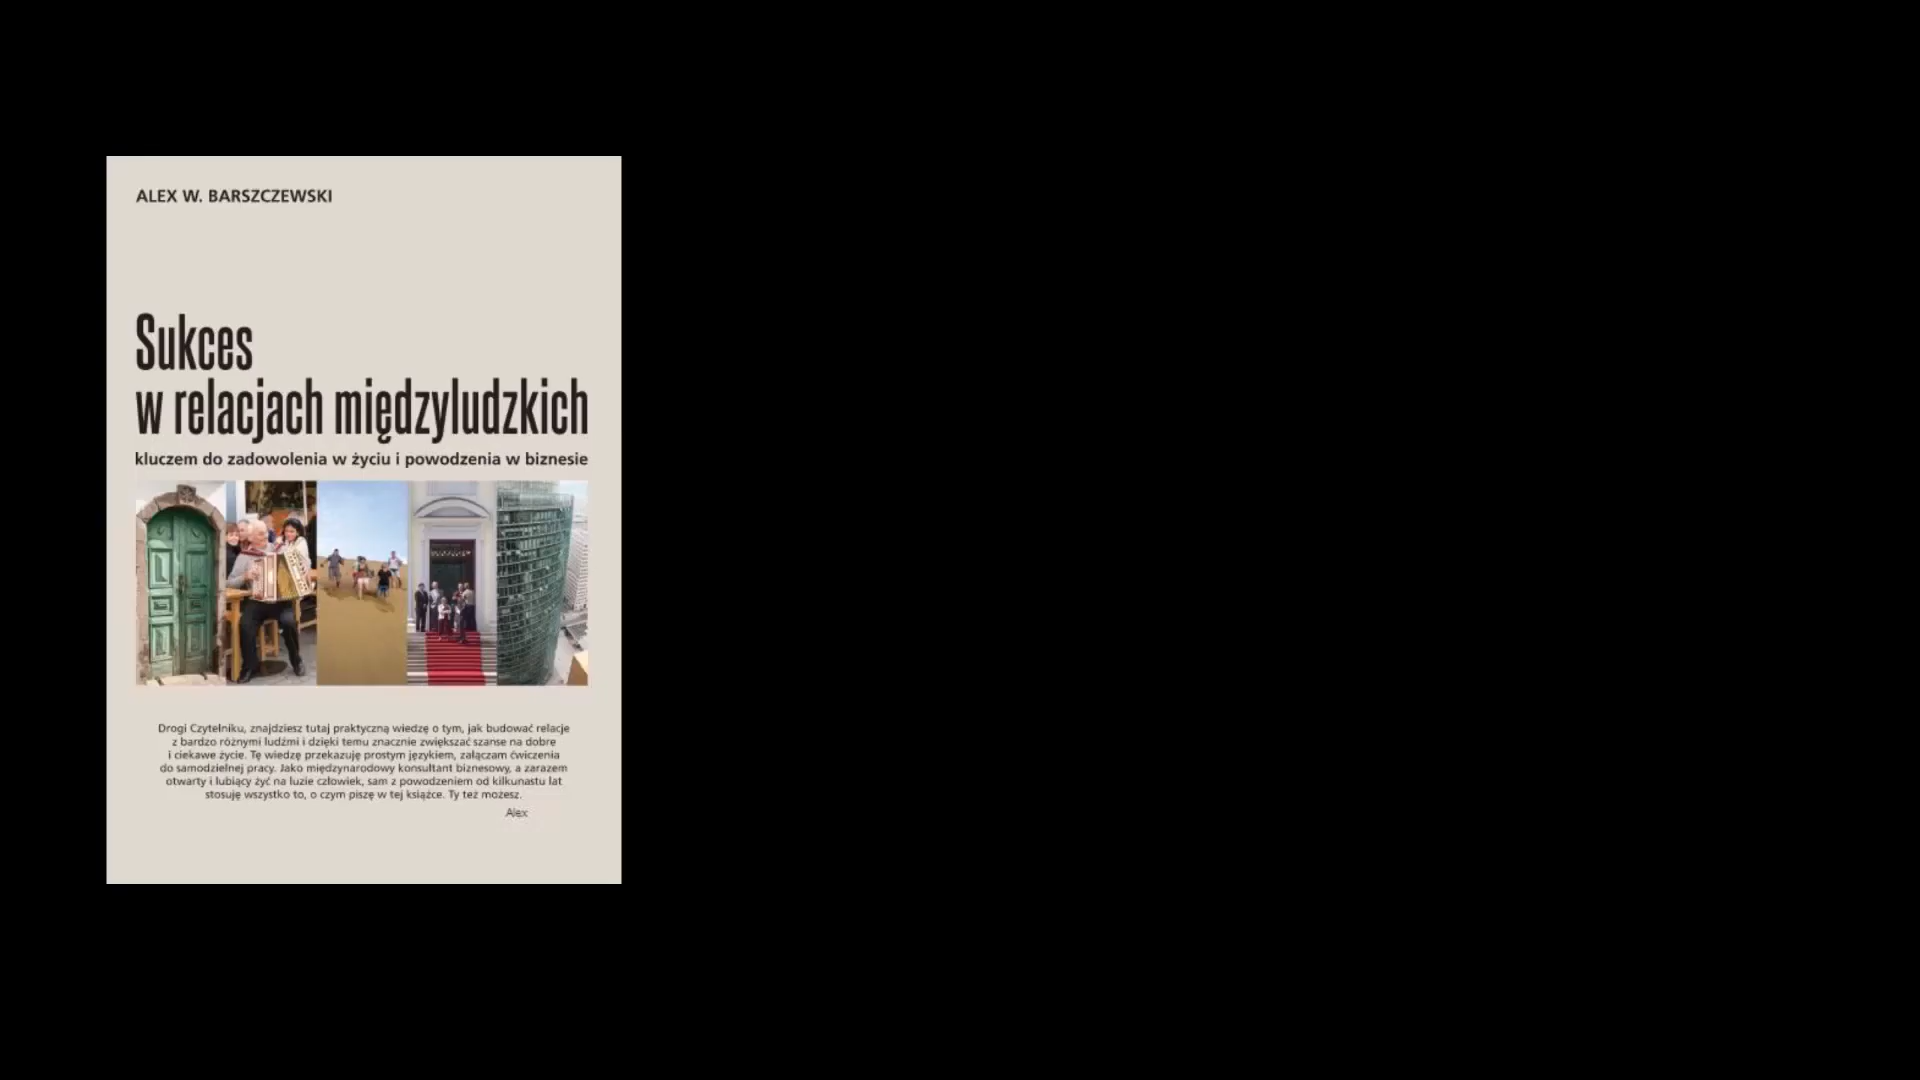 ALEX W. BARSZCZEWSKI
Sukces
w relacjach międzyludzkich
kluczem do zadowolenia w życiu i powodzenia w biznesie
Drogi Czytelniku, znajdziesz tutaj praktyczną wiedzę o tym, jak budować relacje
z bardzo różnymi ludźmi i dzięki temu znacznie zwiększać szanse na dobre
i ciekawe życie. Tę wiedzę przekazuję prostym językiem, załączam ćwiczenia
do samodzielnej pracy. Jako międzynarodowy konsultant biznesowy, a zarazem
otwarty i lubiący żyć na luzie człowiek, sam z powodzeniem od kilkunastu lat
stosuję wszystko to, o czym piszę w tej książce. Ty też możesz.
Alex